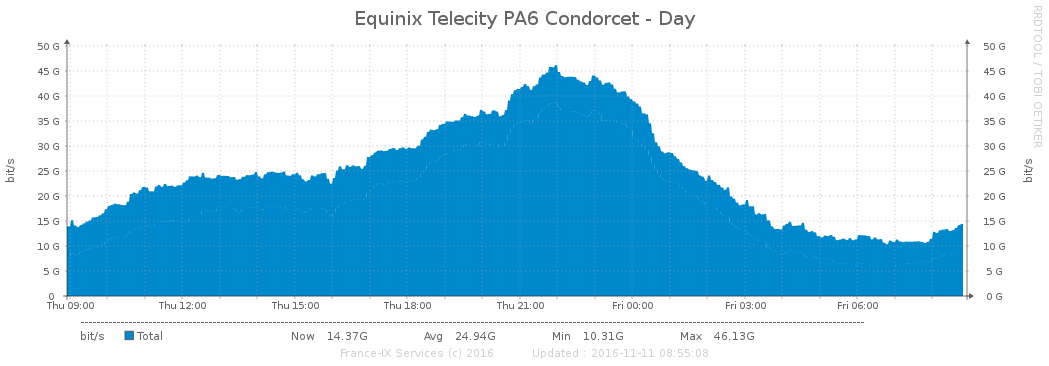 Equinix Telecity PA6 Condorcet - Day
RRDTOOL / TOBI OETIKER
50 G 50 G
45 G 45 G
40 G 40 G
35 G 35 G
30 G 30 G
25 G 25 G
20 G 20 G
15 G 15 G
10 G 10 G
5 G 5 G
0 0 G
bit/s
bit/s
Thu 09:00 Thu 12:00 Thu 15:00 Thu 18:00 Thu 21:00 Fri 00:00 Fri 03:00 Fri 06:00
bit/s Total Now 14.37G Avg 24.94G Min 10.31G Max 46.13G
France-IX Services (c) 2016 Updated : 2016-11-11 08:55:08